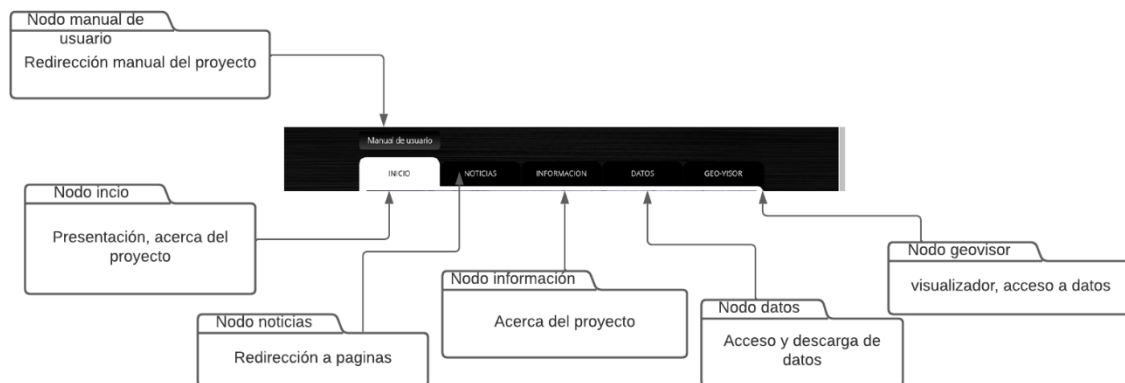 Nodo manual de
usuario
Redirección manual del proyecto
Manual de usuario
INICIO
NOTICIAS
INFORMACION
DATOS
GEO-VISOR
Nodo incio
Presentación, acerca del
proyecto
Nodo noticias
Redirección a paginas
Nodo información
Acerca del proyecto
Nodo datos
Acceso y descarga de
datos
Nodo geovisor
visualizador, acceso a datos